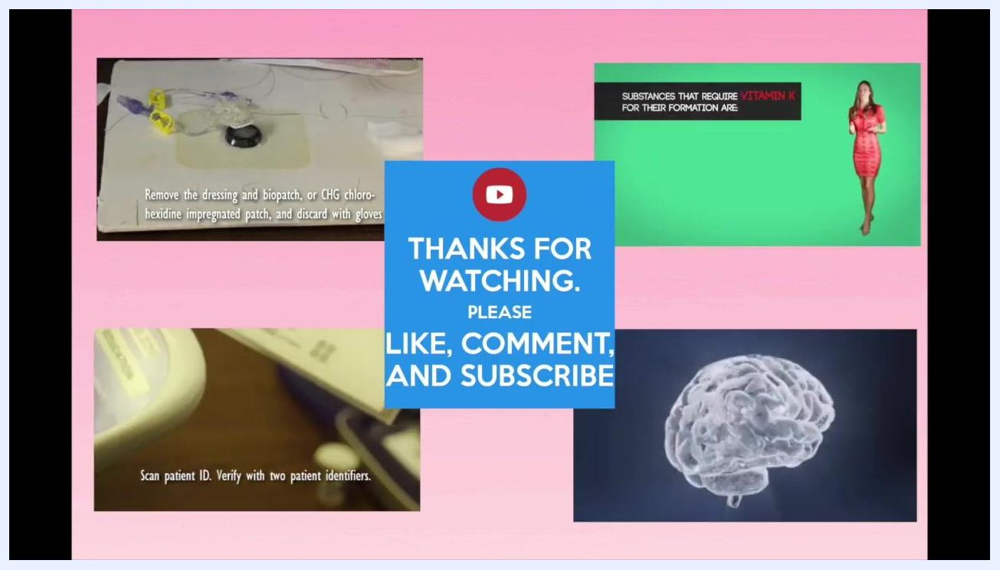 Remove the dressing and biopatch, or CHG chloro-
hexidine impregnated patch, and discard with gloves
SUBSTANCES THAT REQUIRE VITAMIN K
FOR THEIR FORMATION ARE:
THANKS FOR
WATCHING.
PLEASE
LIKE, COMMENT,
AND SUBSCRIBE
Scan patient ID. Verify with two patient identifiers.